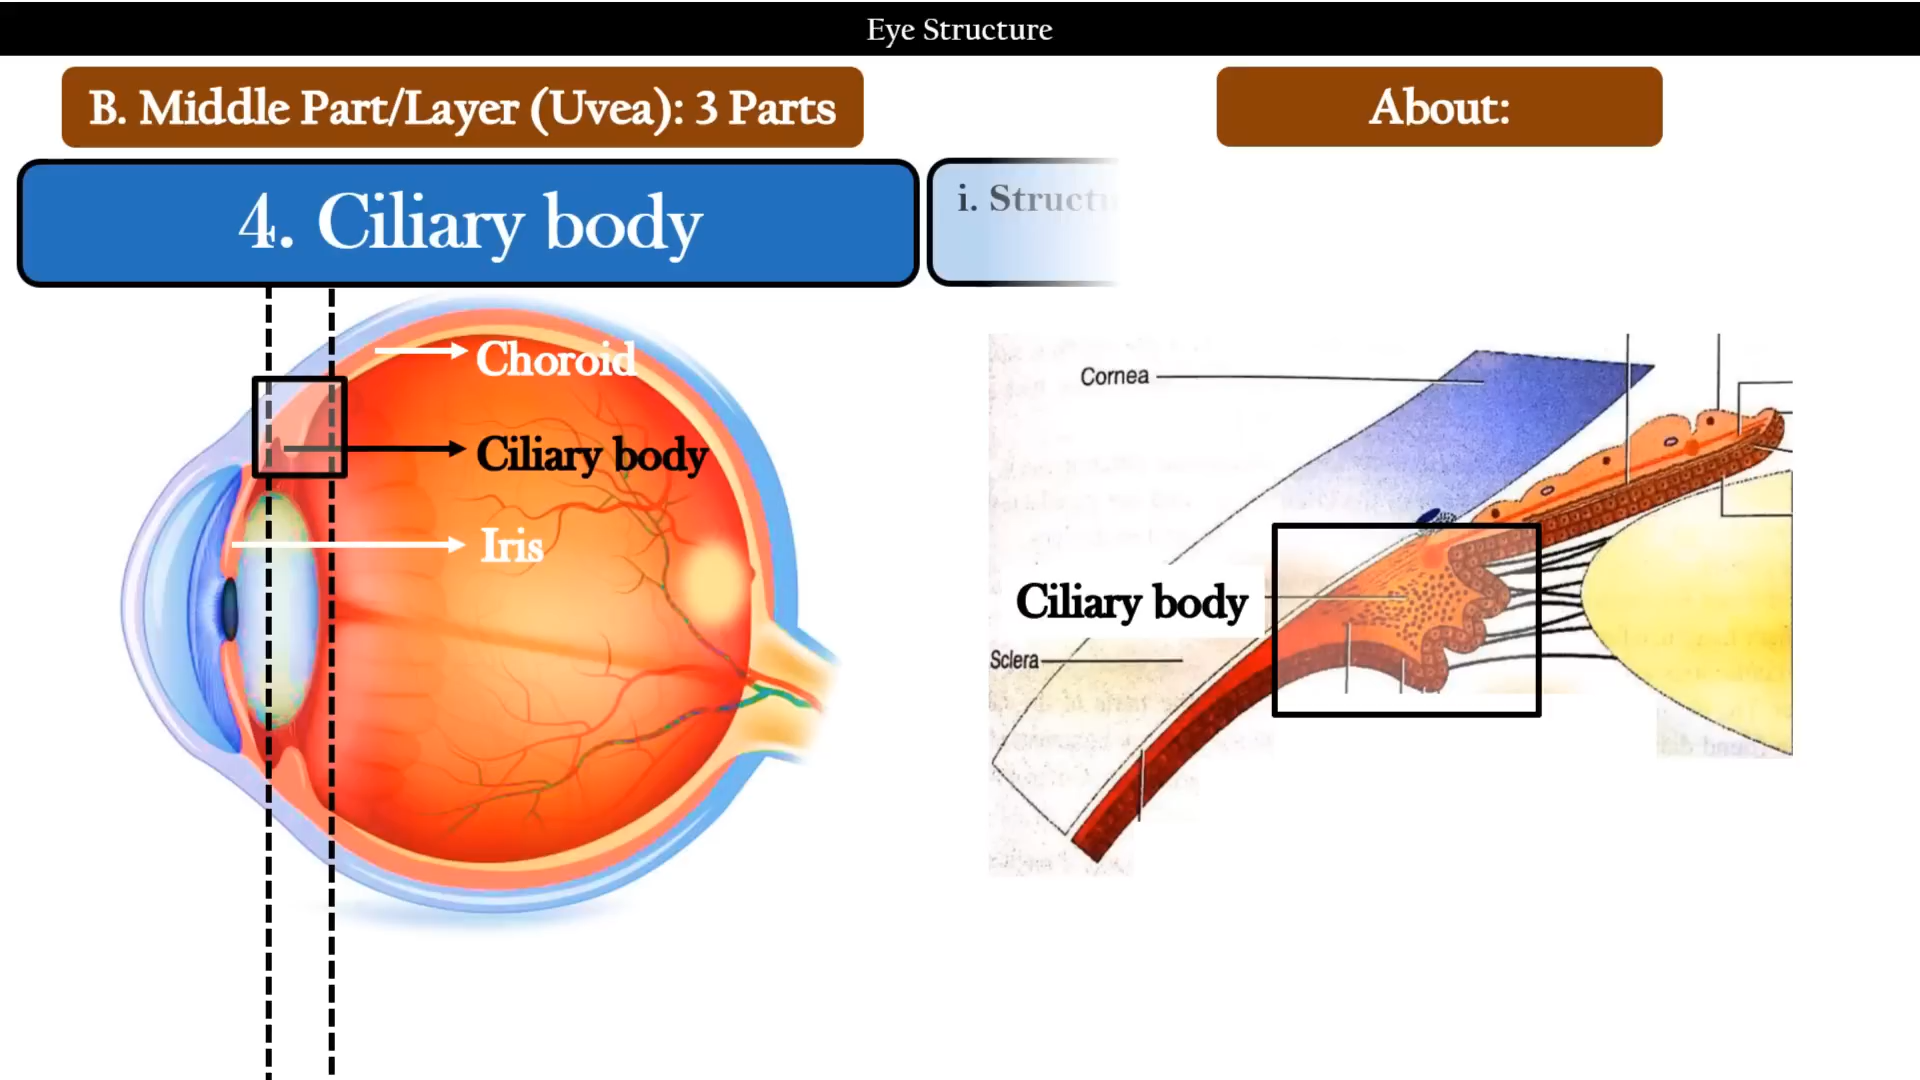 Eye Structure
B. Middle Part/Layer (Uvea): 3 Parts
About:
4. Ciliary body
i.
Choroid
Ciliary body
Iris
Cornea
Ciliary body
Sclera